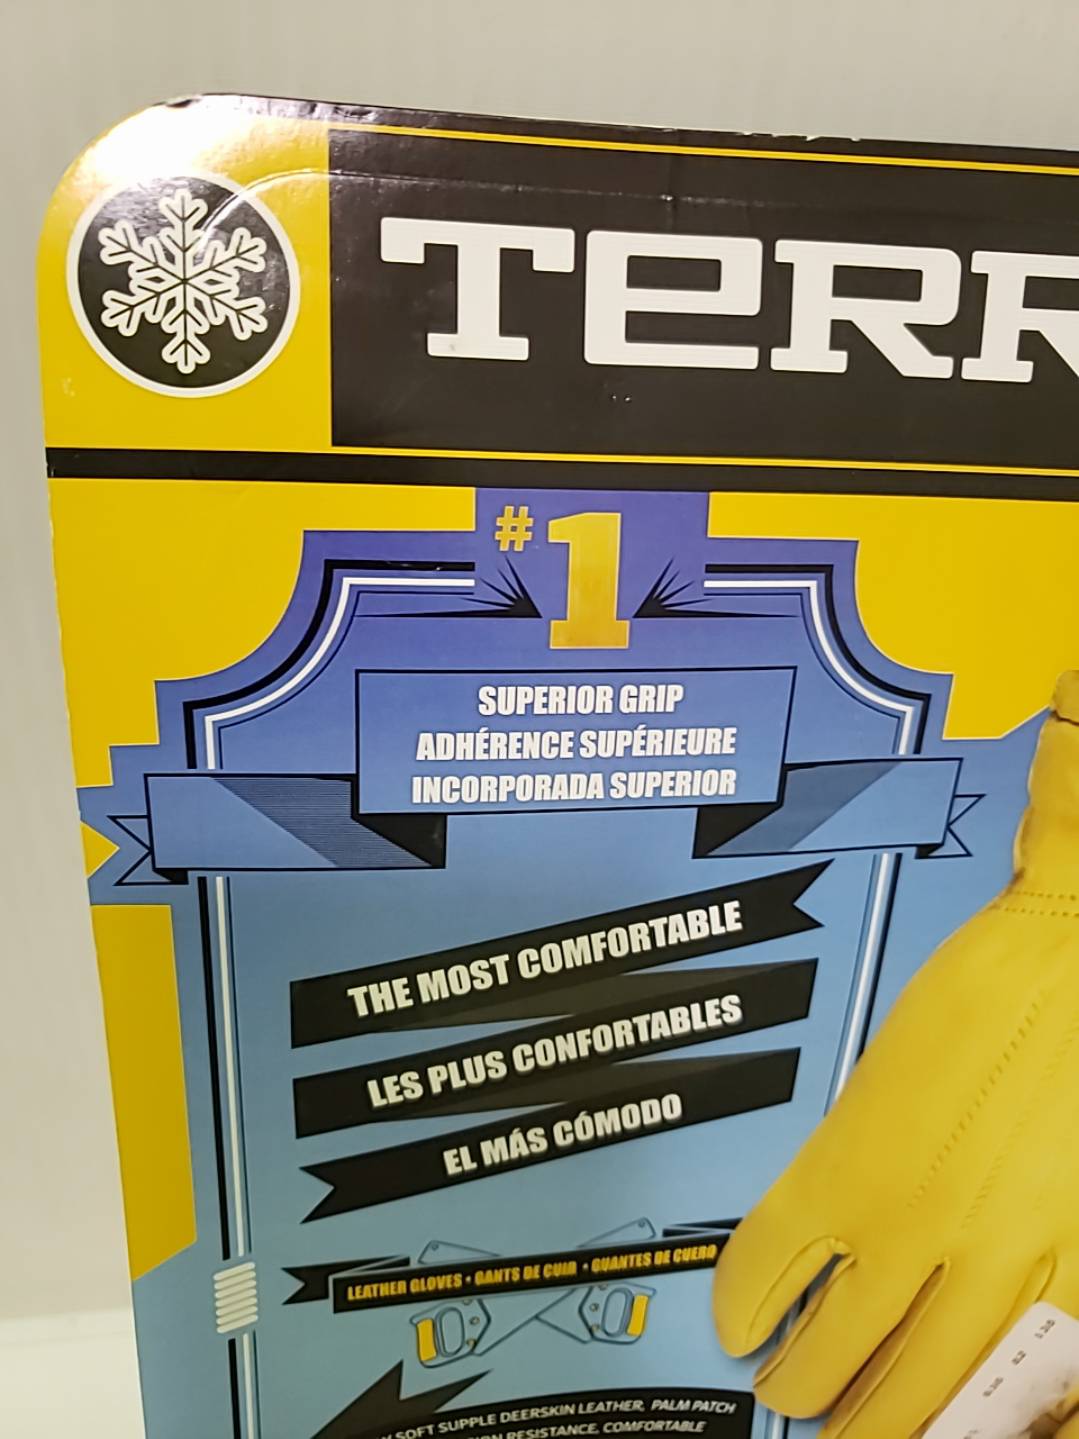 TERR
#1
SUPERIOR GRIP
ADHÉRENCE SUPÉRIEURE
INCORPORADA SUPERIOR
THE MOST COMFORTABLE
LES PLUS CONFORTABLES
EL MÁS CÓMODO
LEATHER GLOVES • GANTS DE CUIR • GUANTES DE CUERO
SOFT SUPPLE DEERSKIN LEATHER, PALM PATCH
RESISTANCE, COMFORTABLE